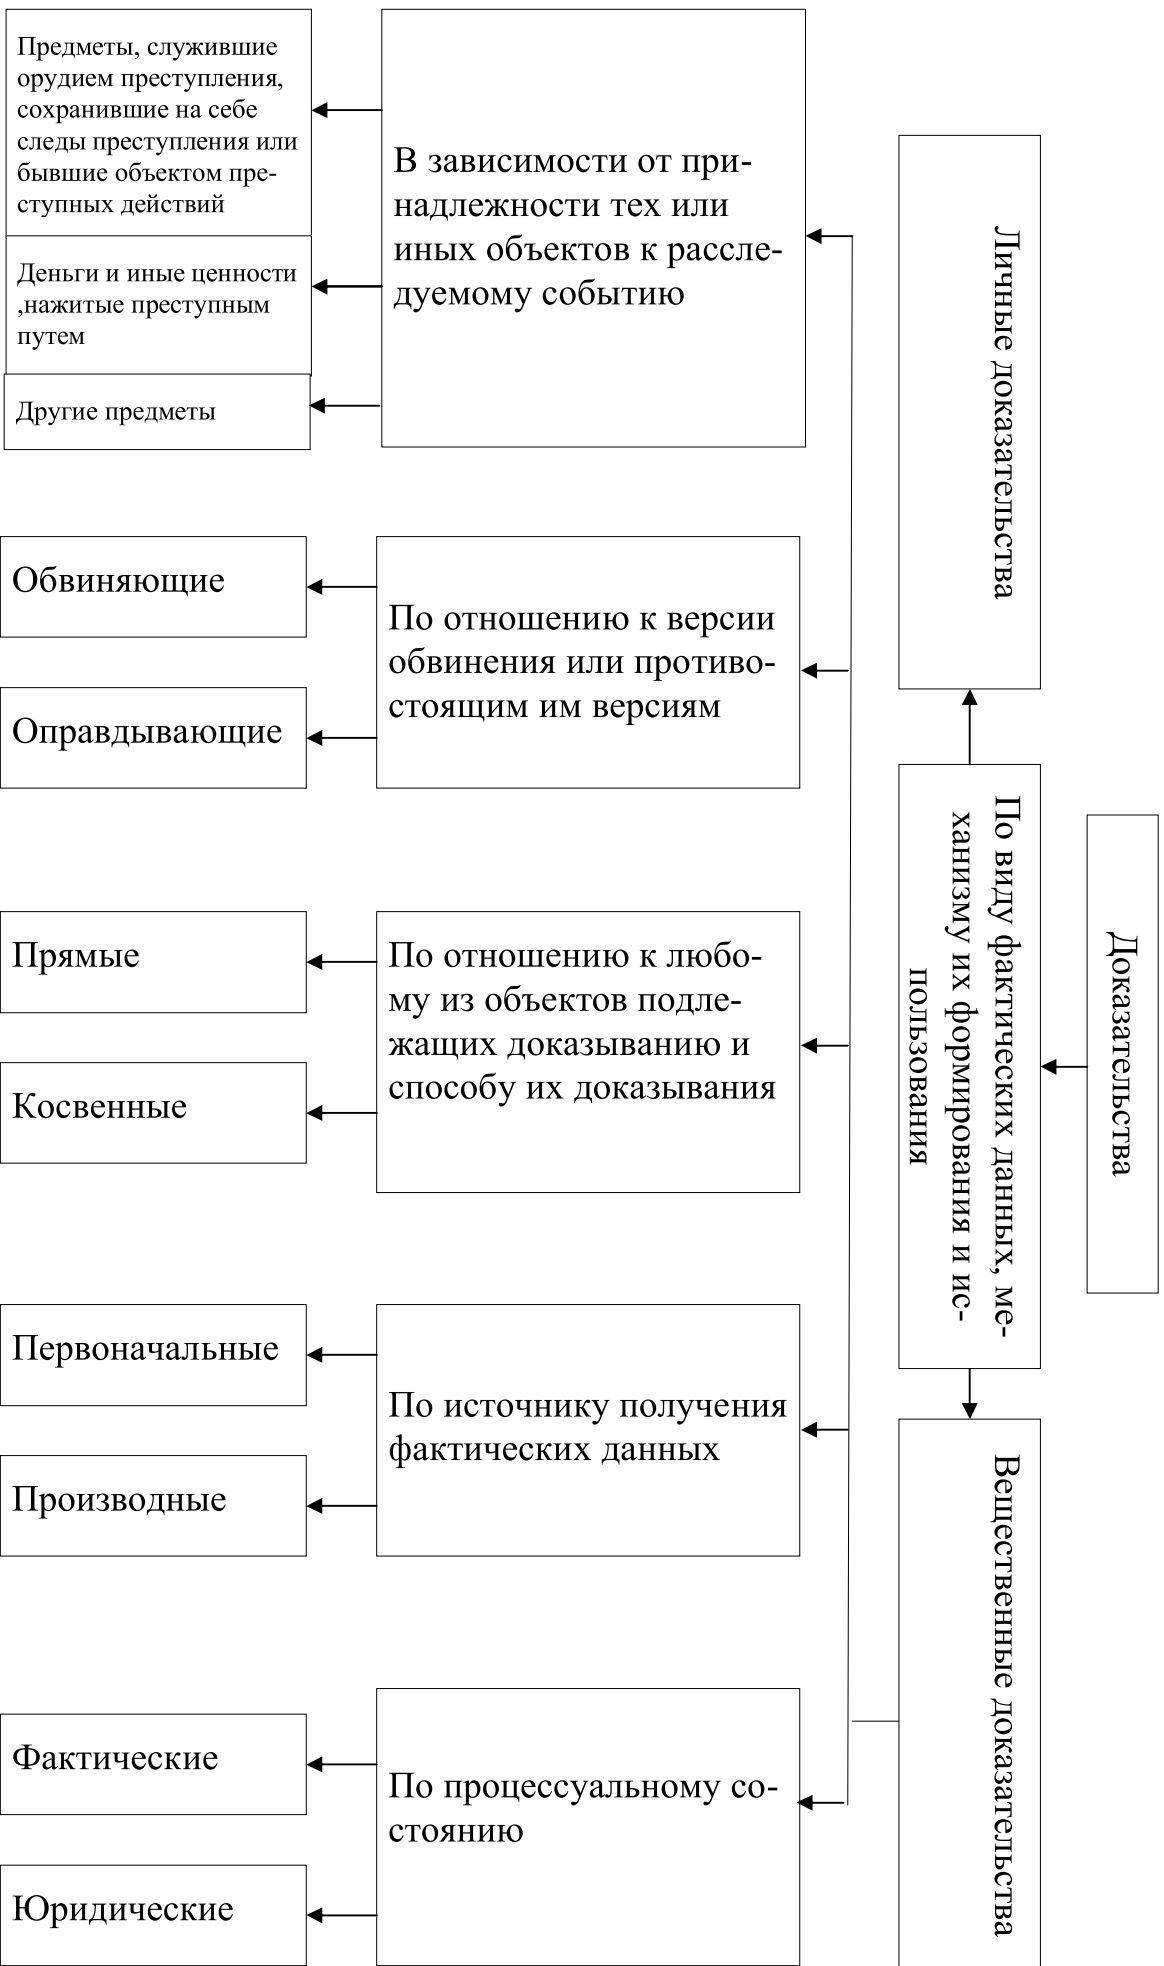 Предметы, служившие
орудием преступления,
сохранившие на себе
следы преступления или
бывшие объектом пре-
ступных действий
Деньги и иные ценности
,нажитые преступным
путем
Другие предметы
В зависимости от при-
надлежности тех или
иных объектов к рассле-
дуемому событию
Обвиняющие
Оправдывающие
По отношению к версии
обвинения или противо-
стоящим им версиям
Прямые
Косвенные
По отношению к любо-
му из объектов подле-
жащих доказыванию и
способу их доказывания
Первоначальные
Производные
По источнику получения
фактических данных
Фактические
Юридические
По процессуальному со-
стоянию
Личные доказательства
По виду фактических данных, ме-
ханизму их формирования и ис-
пользования
Вещественные доказательства
Доказательства